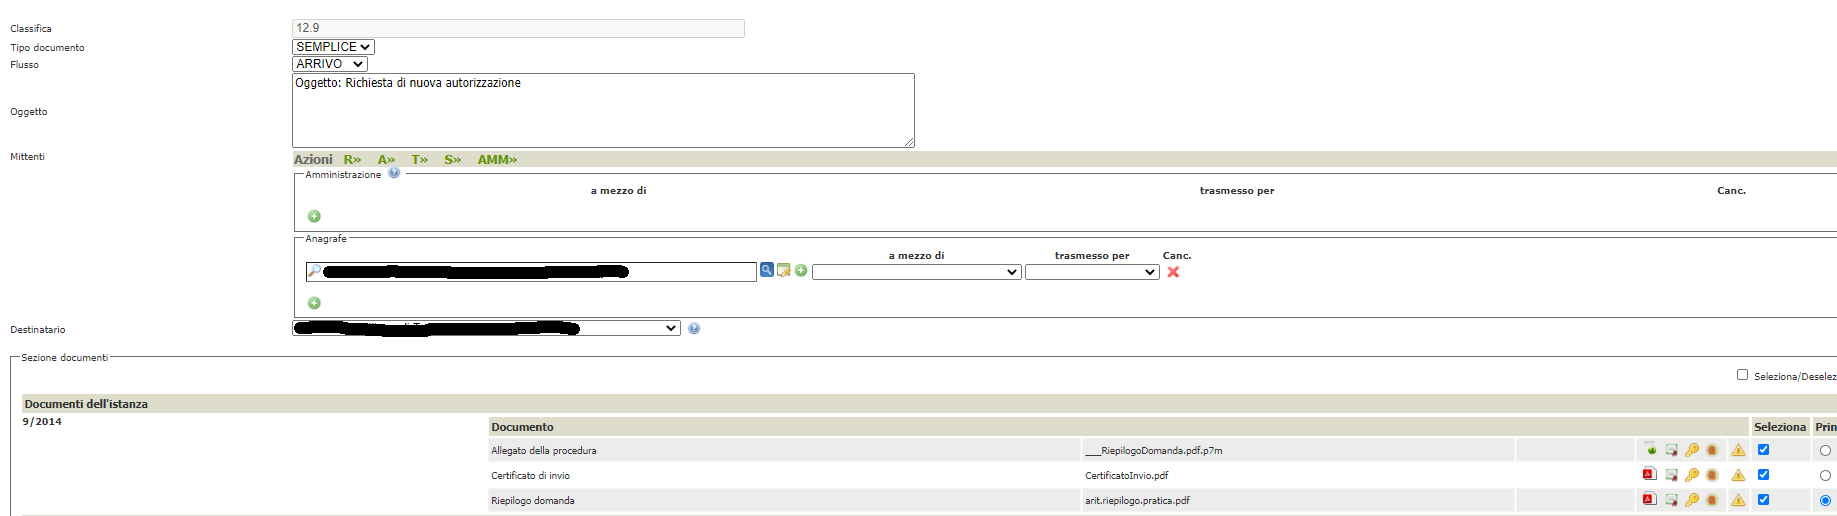 Classifica 12.9
Tipo documento SEMPLICE
Flusso ARRIVO
Oggetto: Richiesta di nuova autorizzazione
Oggetto
Mittenti Azioni R» A» T» S» AMM»
Amministrazione
a mezzo di trasmesso per Canc.
Anagrafe
a mezzo di trasmesso per Canc.
Destinatario
Sezione documenti
Seleziona/Deselez
Documenti dell'istanza
9/2014 Documento Seleziona Prin
Allegato della procedura ___RiepilogoDomanda.pdf.p7m
Certificato di invio CertificatoInvio.pdf
Riepilogo domanda arit.riepilogo.pratica.pdf